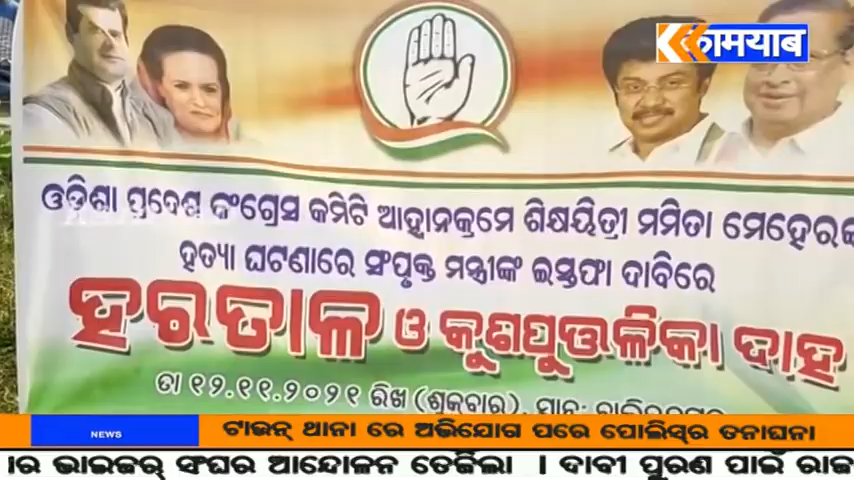 कामयाब
ଓଡିଶା ପ୍ରଦେଶ କଂଗ୍ରେସ କମିଟି ଆହ୍ୱାନକ୍ରମେ ଶିକ୍ଷୟିତ୍ରୀ ମମିତା ମେହେରଙ୍କ
ହତ୍ୟା ଘଟଣାରେ ସଂପୃକ୍ତ ମନ୍ତ୍ରୀଙ୍କ ଇସ୍ତଫା ଦାବିରେ
ହରତାଳ ଓ କୁଶପୁତ୍ତଳିକା ଦାହ
ତା ୧୨.୧୧.୨୦୨୧ ରିଖ (ଶୁକ୍ରବାର), ସ୍ଥାନ:
NEWS ଟାଉନ୍ ଥାନା ରେ ଅଭିଯୋଗ ପରେ ପୋଲିସ୍‌ର ତନାଘନା
ାର ଭାଇଜର୍ ସଂଘର ଆନ୍ଦୋଳନ ତେଜିଲା । ଦାବୀ ପୁରଣ ପାଇଁ ରାଜ